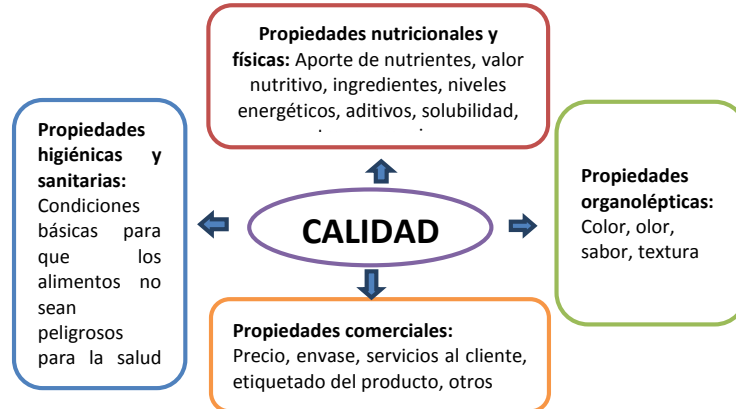 Propiedades nutricionales y
físicas: Aporte de nutrientes, valor
nutritivo, ingredientes, niveles
energéticos, aditivos, solubilidad,
Propiedades
higiénicas y
sanitarias:
Condiciones
básicas para
que los
alimentos no
sean
peligrosos
para la salud
CALIDAD
Propiedades
organolépticas:
Color, olor,
sabor, textura
Propiedades comerciales:
Precio, envase, servicios al cliente,
etiquetado del producto, otros